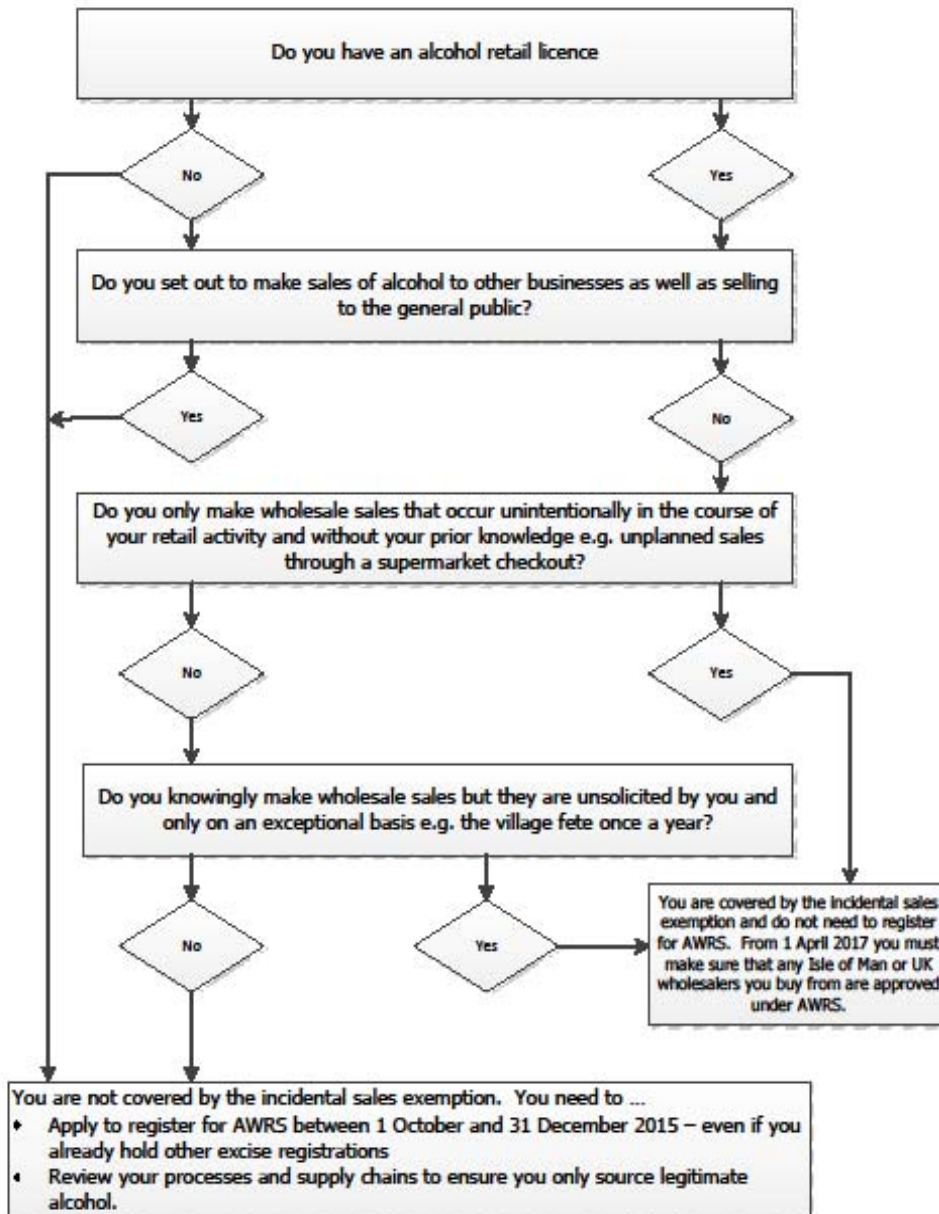 Do you have an alcohol retail licence
No
Yes
Do you set out to make sales of alcohol to other businesses as well as selling
to the general public?
Yes
No
Do you only make wholesale sales that occur unintentionally in the course of
your retail activity and without your prior knowledge e.g. unplanned sales
through a supermarket checkout?
No
Yes
Do you knowingly make wholesale sales but they are unsolicited by you and
only on an exceptional basis e.g. the village fete once a year?
No
Yes
You are covered by the incidental sales
exemption and do not need to register
for AWRS. From 1 April 2017 you must
make sure that any Isle of Man or UK
wholesalers you buy from are approved
under AWRS.
You are not covered by the incidental sales exemption. You need to ...
• Apply to register for AWRS between 1 October and 31 December 2015 – even if you
already hold other excise registrations
• Review your processes and supply chains to ensure you only source legitimate
alcohol.